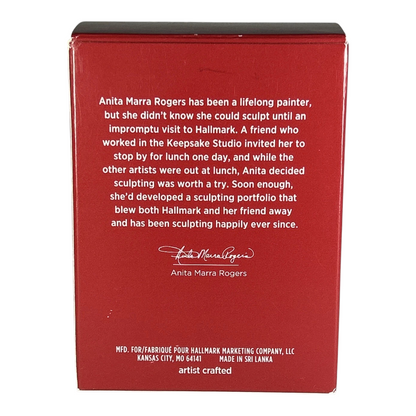 Anita Marra Rogers has been a lifelong painter,
but she didn't know she could sculpt until an
impromptu visit to Hallmark. A friend who
worked in the Keepsake Studio invited her to
stop by for lunch one day, and while the
other artists were out at lunch, Anita decided
sculpting was worth a try. Soon enough,
she'd developed a sculpting portfolio that
blew both Hallmark and her friend away
and has been sculpting happily ever since.
Anita Marra Rogers
Anita Marra Rogers
MFD. FOR/FABRIQUÉ POUR HALLMARK MARKETING COMPANY, LLC
KANSAS CITY, MO 64141 MADE IN SRI LANKA
artist crafted